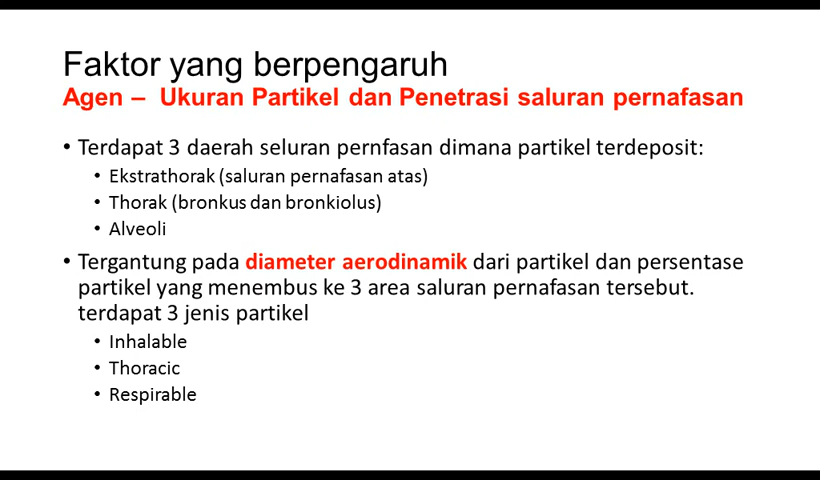 Faktor yang berpengaruh
Agen – Ukuran Partikel dan Penetrasi saluran pernafasan
• Terdapat 3 daerah seluran pernfasan dimana partikel terdeposit:
• Ekstrathorak (saluran pernafasan atas)
• Thorak (bronkus dan bronkiolus)
• Alveoli
• Tergantung pada diameter aerodinamik dari partikel dan persentase
partikel yang menembus ke 3 area saluran pernafasan tersebut.
terdapat 3 jenis partikel
• Inhalable
• Thoracic
• Respirable